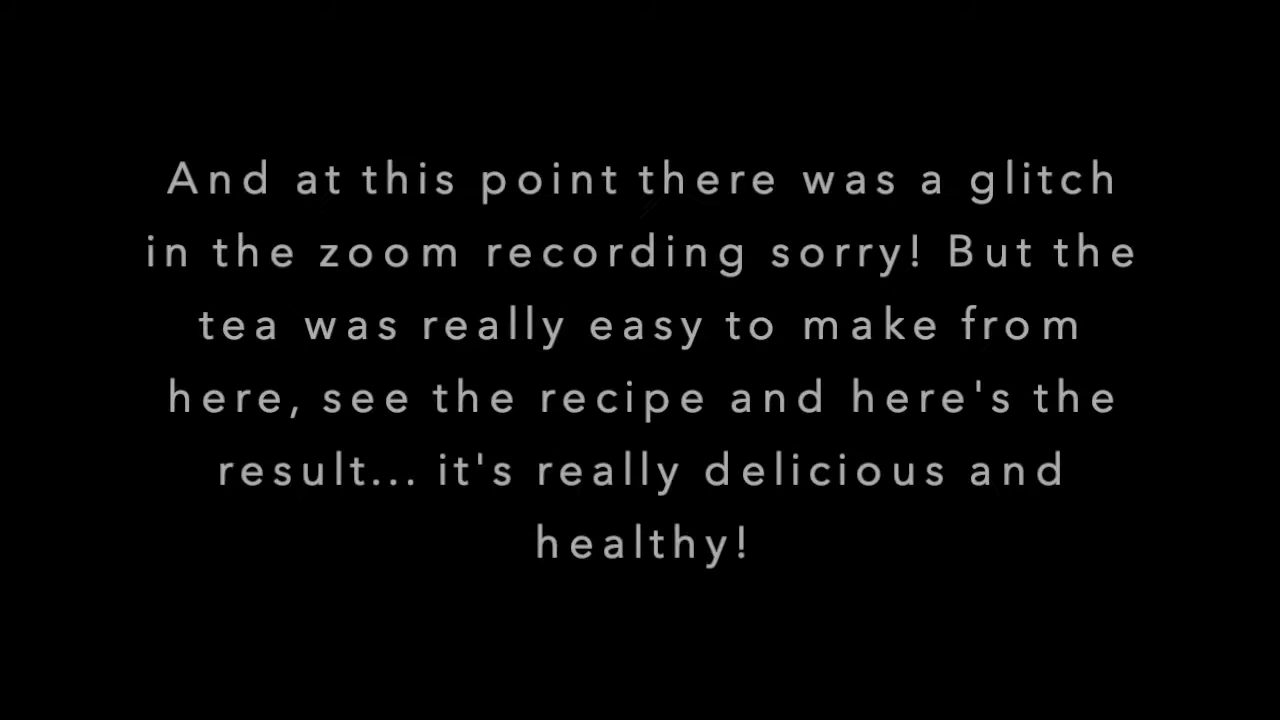 And at this point there was a glitch
in the zoom recording sorry! But the
tea was really easy to make from
here, see the recipe and here's the
result... it's really delicious and
healthy!